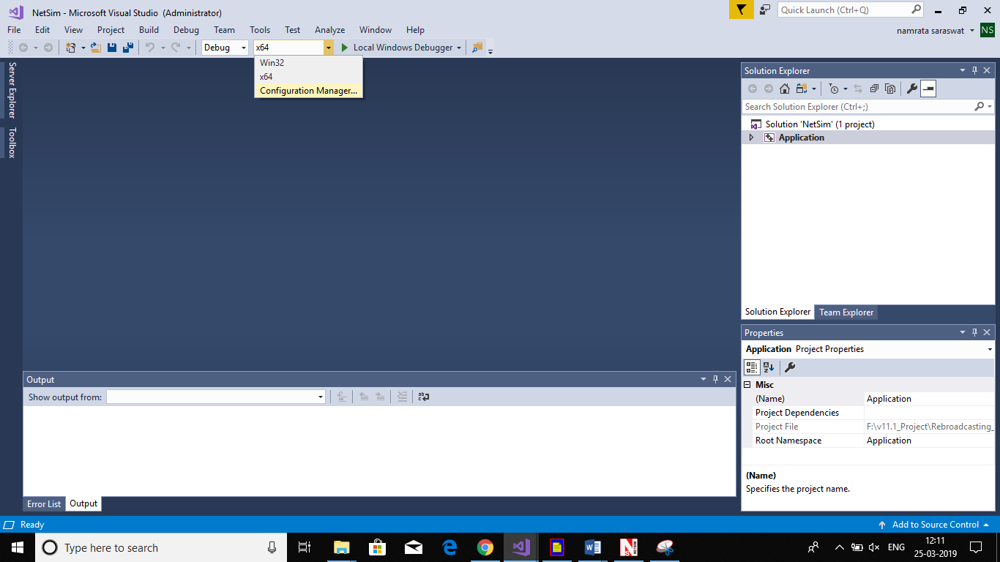 NetSim - Microsoft Visual Studio (Administrator)
Quick Launch (Ctrl+Q)
File Edit View Project Build Debug Team Tools Test Analyze Window Help
namrata saraswat NS
Debug x64 Local Windows Debugger
Win32
x64
Configuration Manager...
Server Explorer
Toolbox
Solution Explorer
Search Solution Explorer (Ctrl+;)
Solution 'NetSim' (1 project)
Application
Solution Explorer Team Explorer
Properties
Application Project Properties
Misc
(Name) Application
Project Dependencies
Project File F:\v11.1_Project\Rebroadcasting_
Root Namespace Application
(Name)
Specifies the project name.
Output
Show output from:
Error List Output
Ready
Add to Source Control
Type here to search
ENG
12:11
25-03-2019